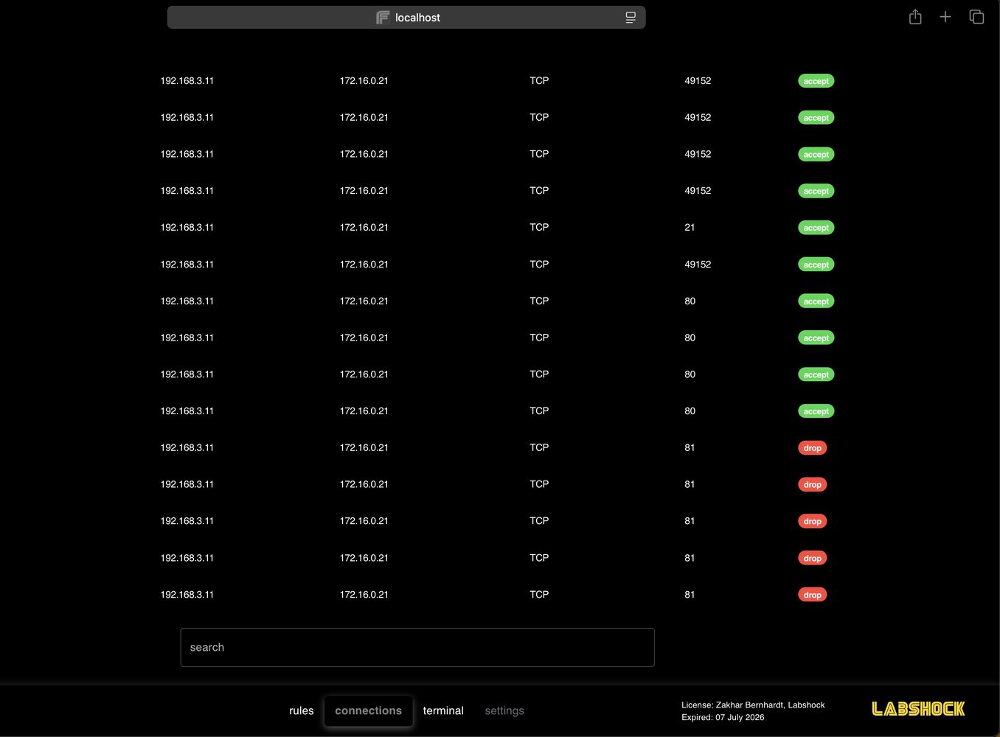 localhost
192.168.3.11 172.16.0.21 TCP 49152 accept
192.168.3.11 172.16.0.21 TCP 49152 accept
192.168.3.11 172.16.0.21 TCP 49152 accept
192.168.3.11 172.16.0.21 TCP 49152 accept
192.168.3.11 172.16.0.21 TCP 21 accept
192.168.3.11 172.16.0.21 TCP 49152 accept
192.168.3.11 172.16.0.21 TCP 80 accept
192.168.3.11 172.16.0.21 TCP 80 accept
192.168.3.11 172.16.0.21 TCP 80 accept
192.168.3.11 172.16.0.21 TCP 80 accept
192.168.3.11 172.16.0.21 TCP 81 drop
192.168.3.11 172.16.0.21 TCP 81 drop
192.168.3.11 172.16.0.21 TCP 81 drop
192.168.3.11 172.16.0.21 TCP 81 drop
192.168.3.11 172.16.0.21 TCP 81 drop
search
rules connections terminal settings
License: Zakhar Bernhardt, Labshock
Expired: 07 July 2026
LABSHOCK